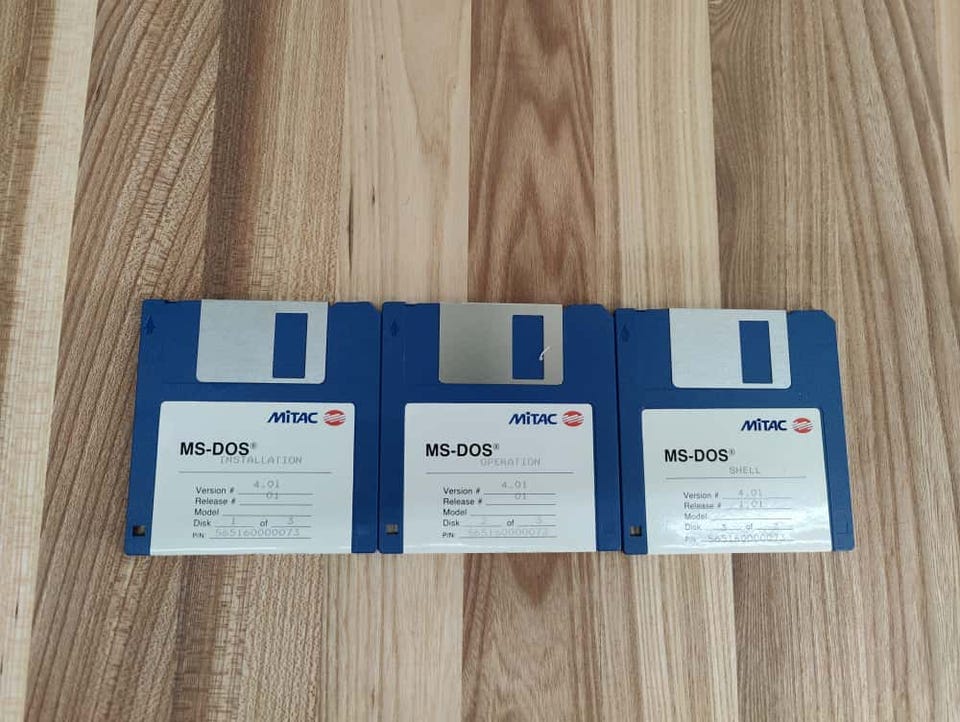 MiTAC
MS-DOS®
INSTALLATION
Version # 4.01
Release # 01
Model
Disk 1 of 3
P/N: 565160000073
MiTAC
MS-DOS®
OPERATION
Version # 4.01
Release # 01
Model
Disk 2 of 3
P/N: 565160000073
MiTAC
MS-DOS®
SHELL
Version # 4.01
Release # 1.01
Model
Disk 3 of 3
P/N: 565160000073